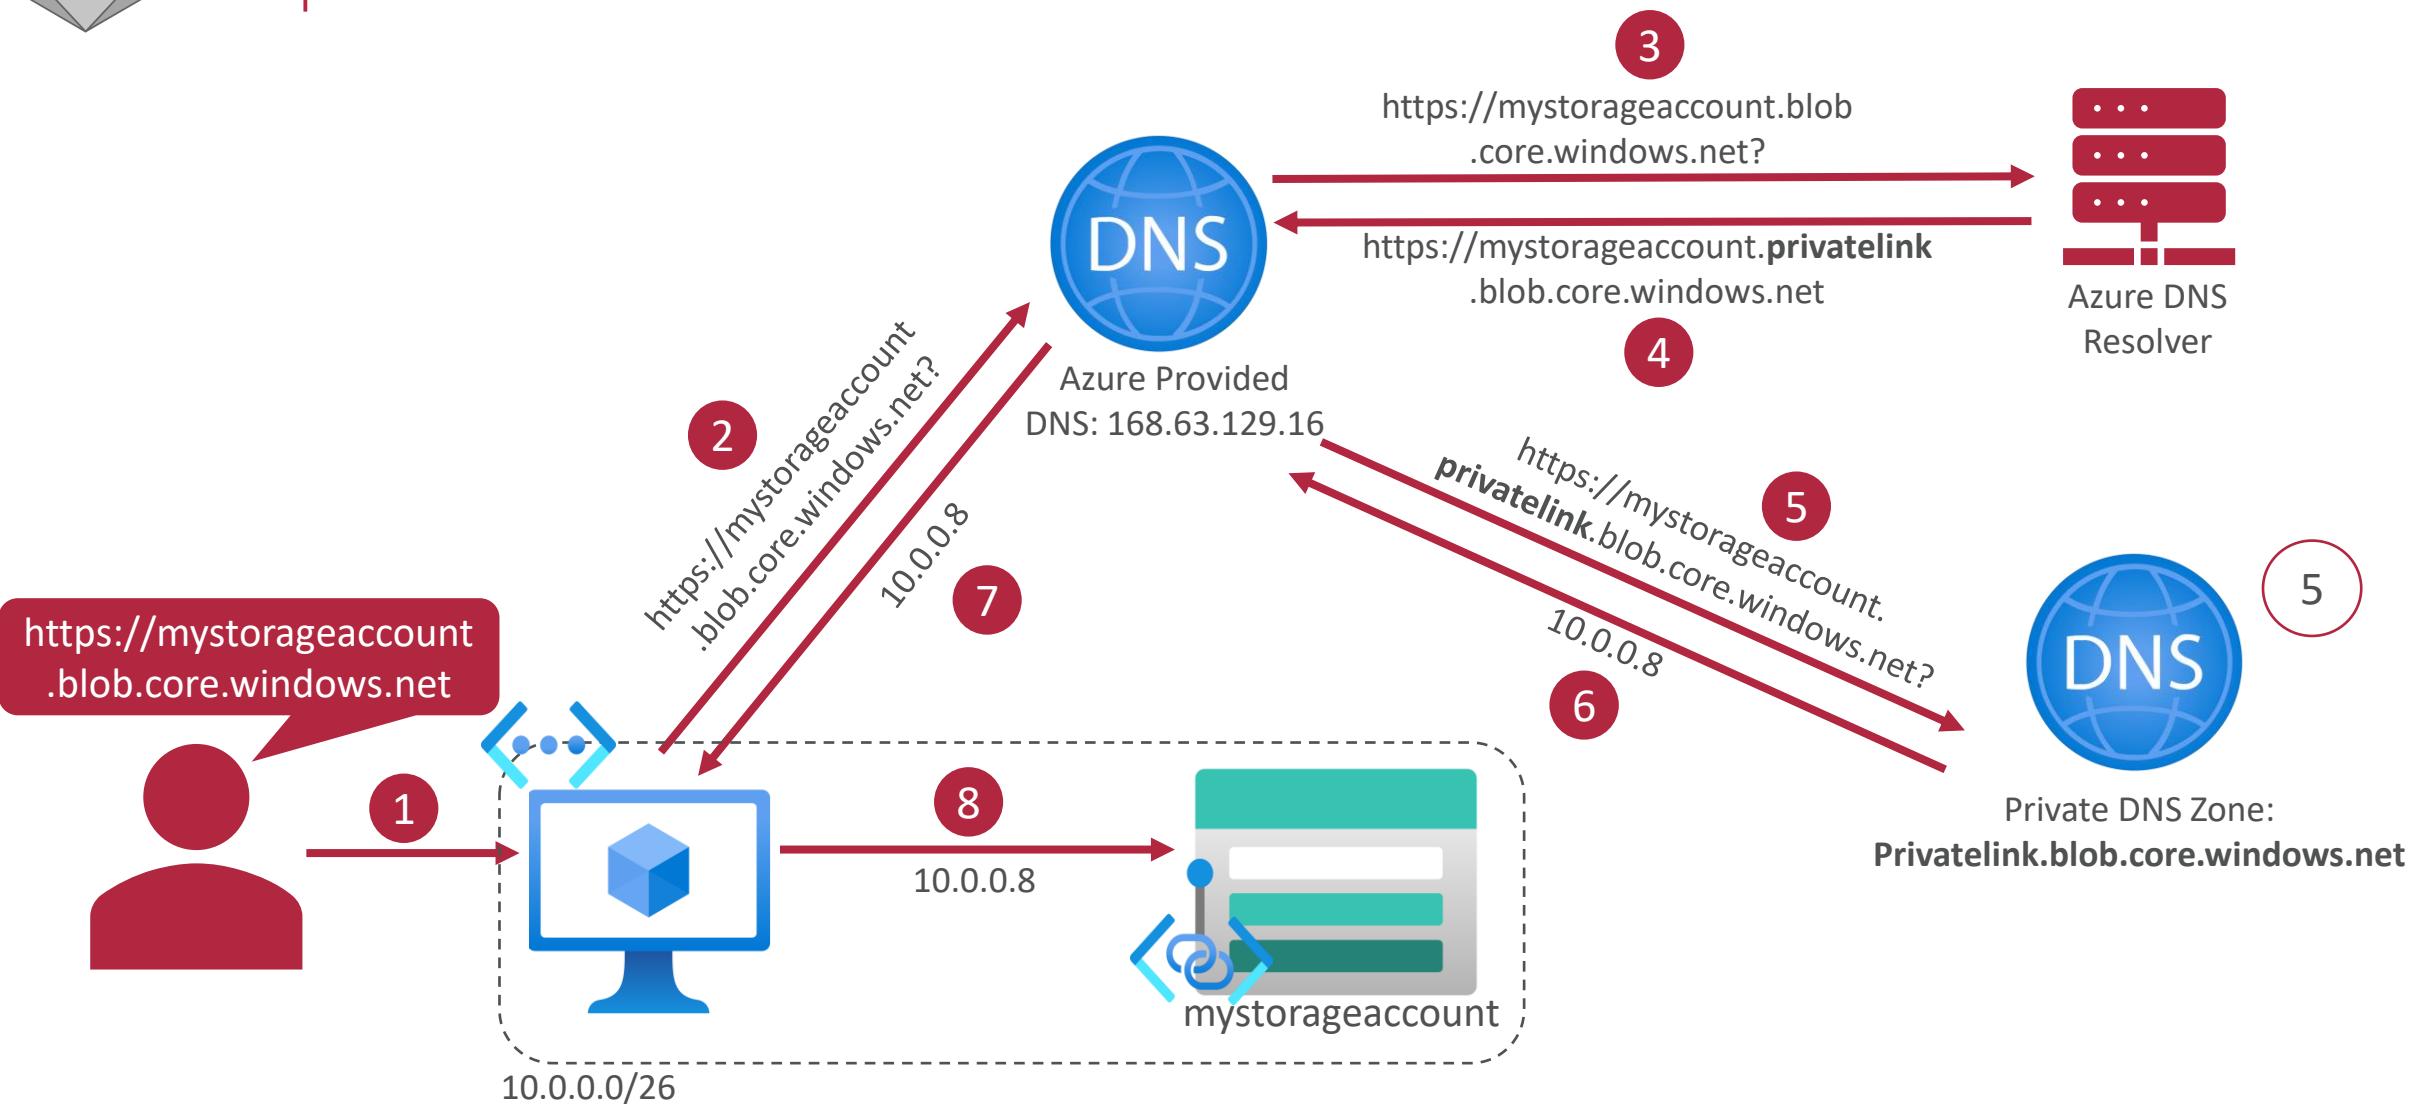 3
https://mystorageaccount.blob
.core.windows.net?
DNS
https://mystorageaccount.privatelink
.blob.core.windows.net
4
Azure DNS
Resolver
Azure Provided
DNS: 168.63.129.16
2
https://mystorageaccount
.blob.core.windows.net?
10.0.0.8
7
https://mystorageaccount.
privatelink.blob.core.windows.net?
5
10.0.0.8
6
5
DNS
Private DNS Zone:
Privatelink.blob.core.windows.net
https://mystorageaccount
.blob.core.windows.net
1
8
10.0.0.8
mystorageaccount
10.0.0.0/26